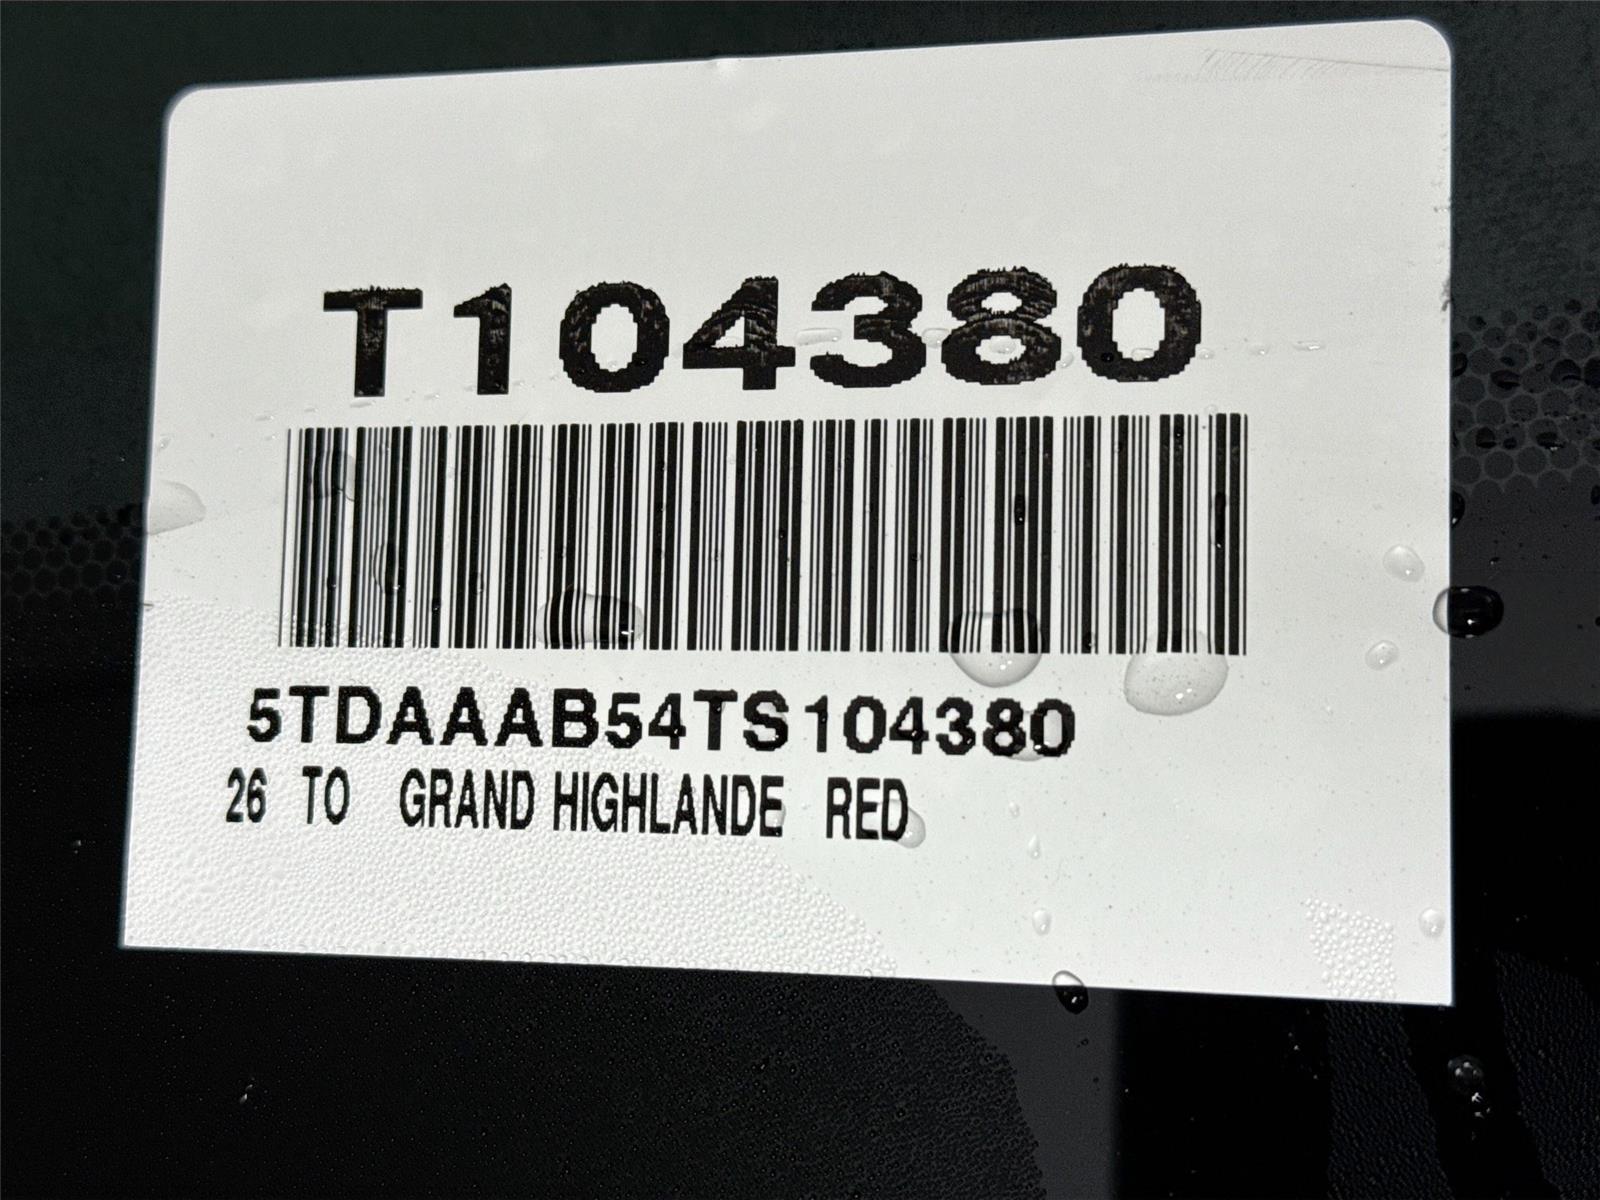 T104380
5TDAAAB54TS104380
26 TO GRAND HIGHLANDE RED